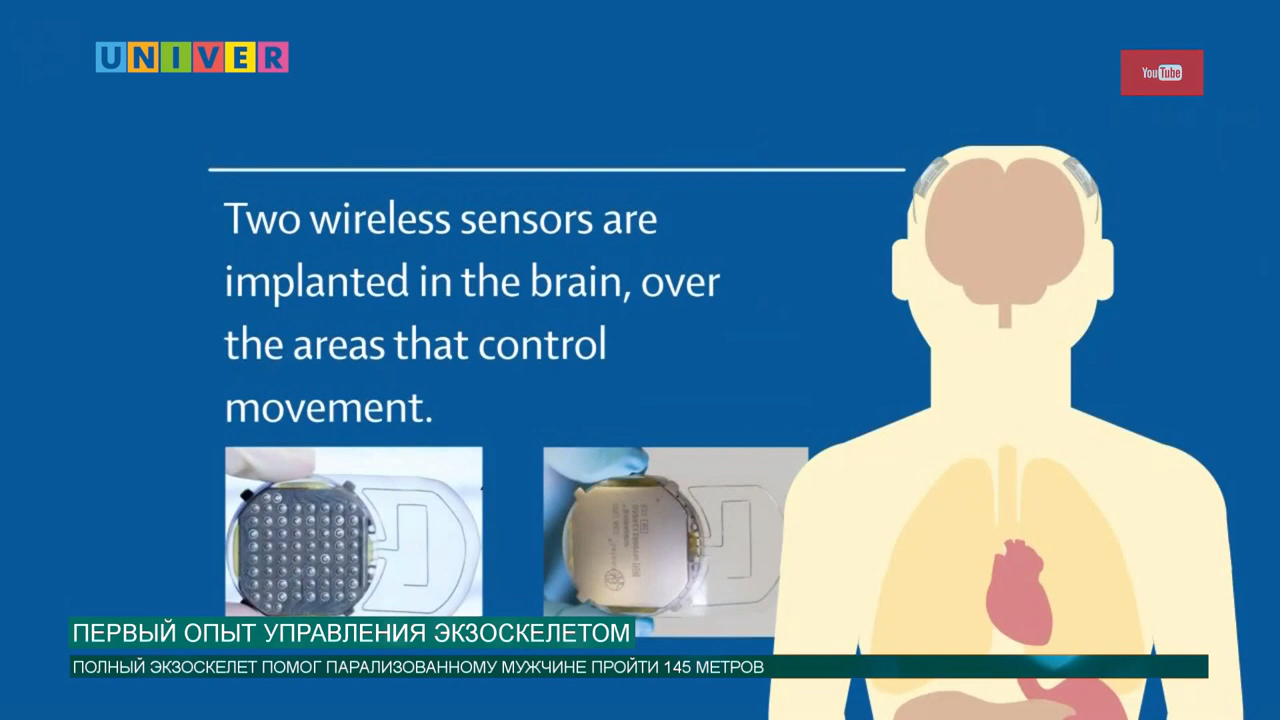 UNIVER
YouTube
Two wireless sensors are
implanted in the brain, over
the areas that control
movement.
ПЕРВЫЙ ОПЫТ УПРАВЛЕНИЯ ЭКЗОСКЕЛЕТОМ
ПОЛНЫЙ ЭКЗОСКЕЛЕТ ПОМОГ ПАРАЛИЗОВАННОМУ МУЖЧИНЕ ПРОЙТИ 145 МЕТРОВ